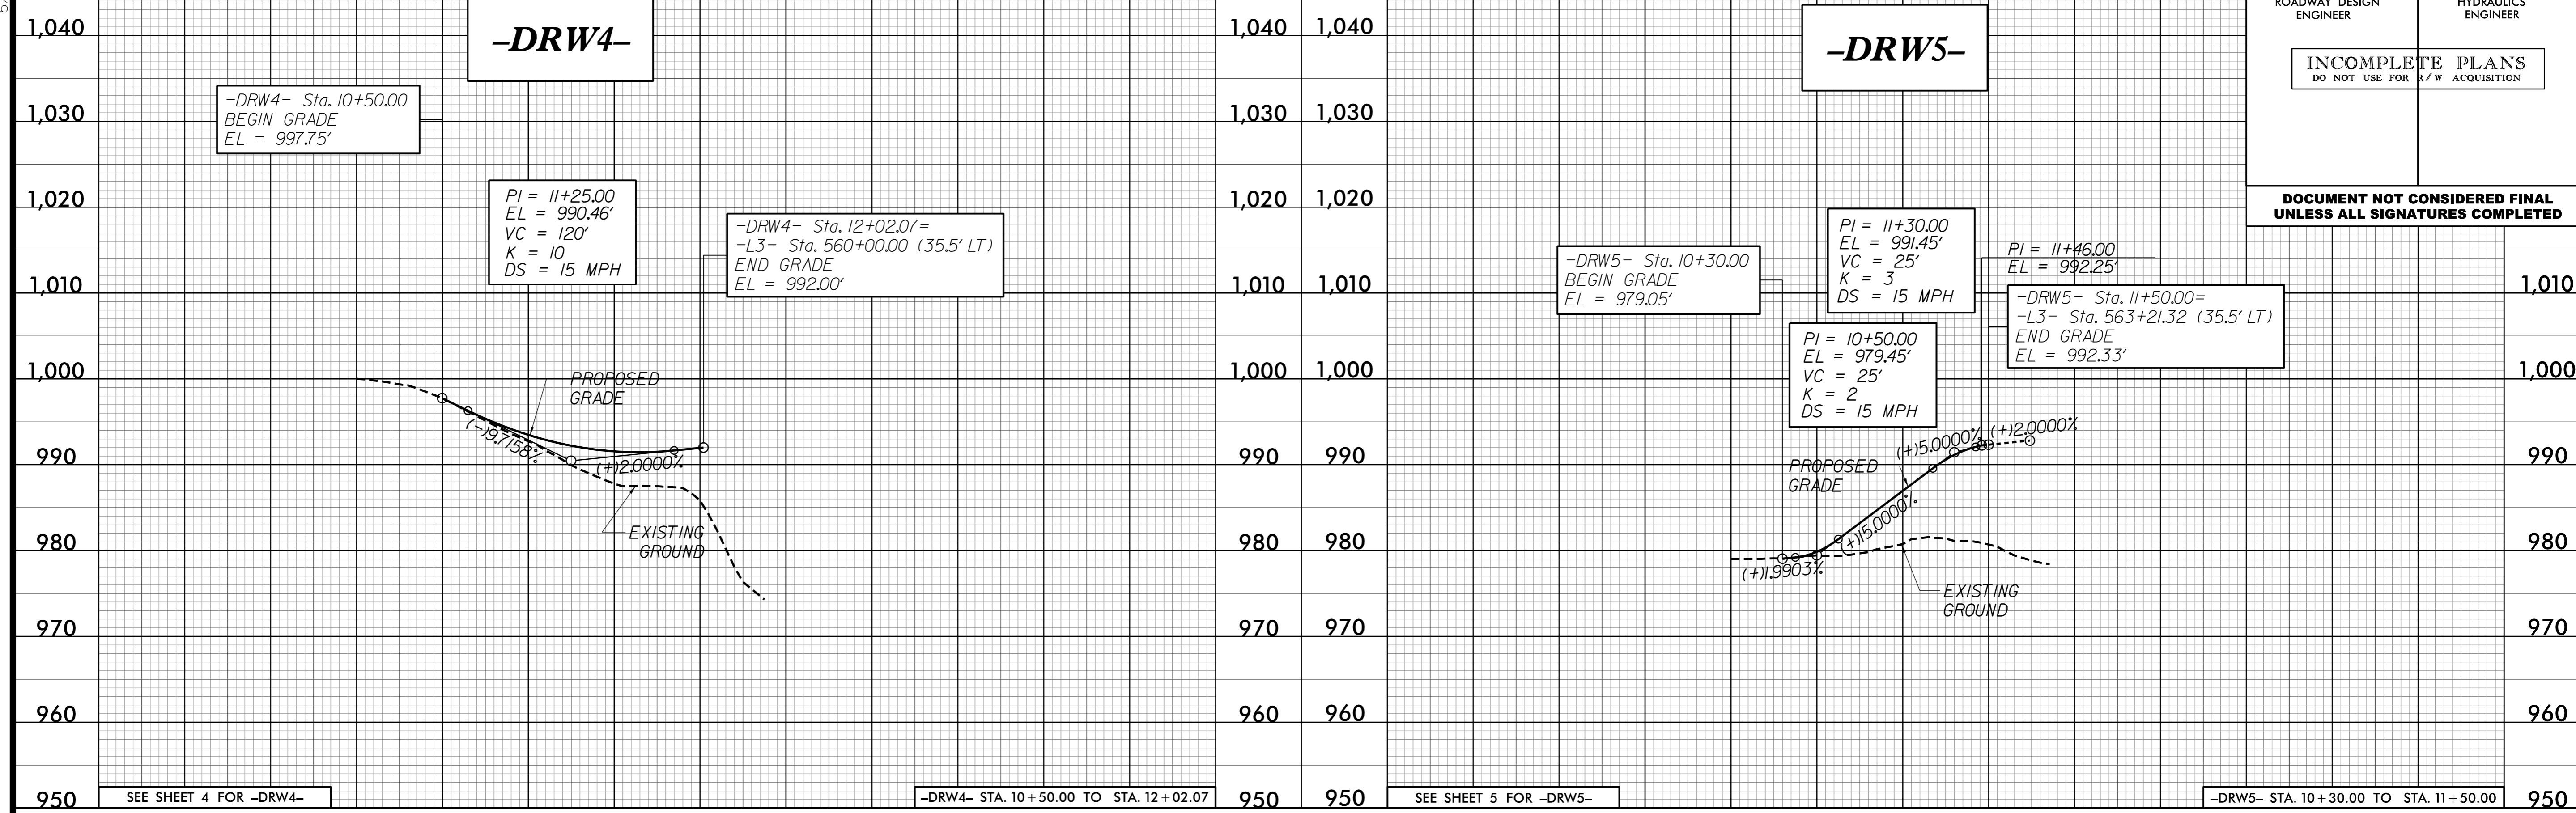 –DRW4–
1,040
1,030
1,020
1,010
1,000
990
980
970
960
950
-DRW4- Sta. 10+50.00
BEGIN GRADE
EL = 997.75'
PI = 11+25.00
EL = 990.46'
VC = 120'
K = 10
DS = 15 MPH
-DRW4- Sta. 12+02.07=
-L3- Sta. 560+00.00 (35.5' LT)
END GRADE
EL = 992.00'
PROPOSED
GRADE
(-)9.7158%
(+)2.0000%
EXISTING
GROUND
SEE SHEET 4 FOR –DRW4–
–DRW4– STA. 10+50.00 TO STA. 12+02.07
1,040
1,030
1,020
1,010
1,000
990
980
970
960
950
1,040
1,030
1,020
1,010
1,000
990
980
970
960
950
–DRW5–
-DRW5- Sta. 10+30.00
BEGIN GRADE
EL = 979.05'
PI = 11+30.00
EL = 991.45'
VC = 25'
K = 3
DS = 15 MPH
PI = 10+50.00
EL = 979.45'
VC = 25'
K = 2
DS = 15 MPH
PI = 11+46.00
EL = 992.25'
-DRW5- Sta. 11+50.00=
-L3- Sta. 563+21.32 (35.5' LT)
END GRADE
EL = 992.33'
(+)5.0000%
(+)2.0000%
PROPOSED
GRADE
(+)15.0000%
(+)1.9903%
EXISTING
GROUND
SEE SHEET 5 FOR –DRW5–
–DRW5– STA. 10+30.00 TO STA. 11+50.00
ROADWAY DESIGN
ENGINEER
HYDRAULICS
ENGINEER
INCOMPLETE PLANS
DO NOT USE FOR R/W ACQUISITION
DOCUMENT NOT CONSIDERED FINAL
UNLESS ALL SIGNATURES COMPLETED
1,010
1,000
990
980
970
960
950